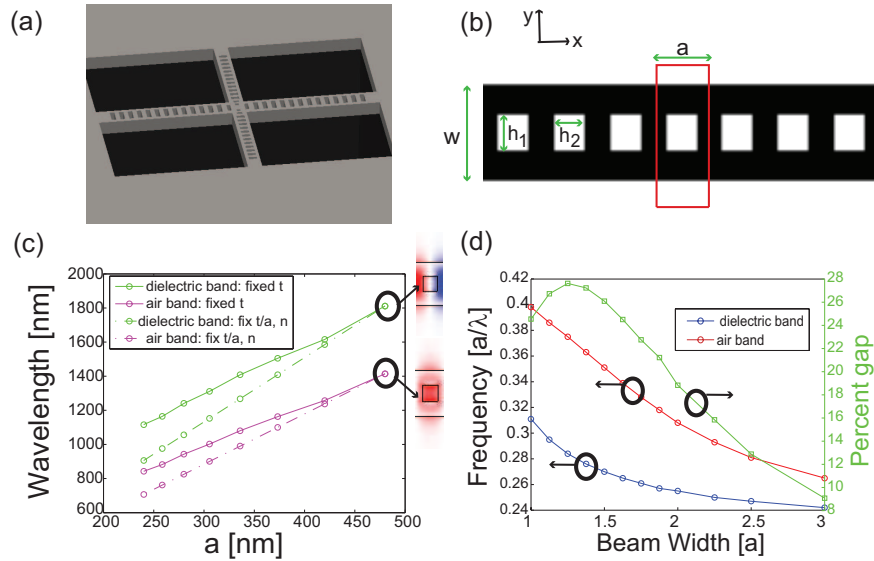 (a)
(b)
y
x
a
w
h1
h2
(c)
2000
1800
1600
1400
1200
1000
800
600
Wavelength [nm]
dielectric band: fixed t
air band: fixed t
dielectric band: fix t/a, n
air band: fix t/a, n
200 250 300 350 400 450 500
a [nm]
(d)
0.42
0.4
0.38
0.36
0.34
0.32
0.3
0.28
0.26
0.24
Frequency [a/λ]
dielectric band
air band
28
26
24
22
20
18
16
14
12
10
8
Percent gap
1 1.5 2 2.5 3
Beam Width [a]